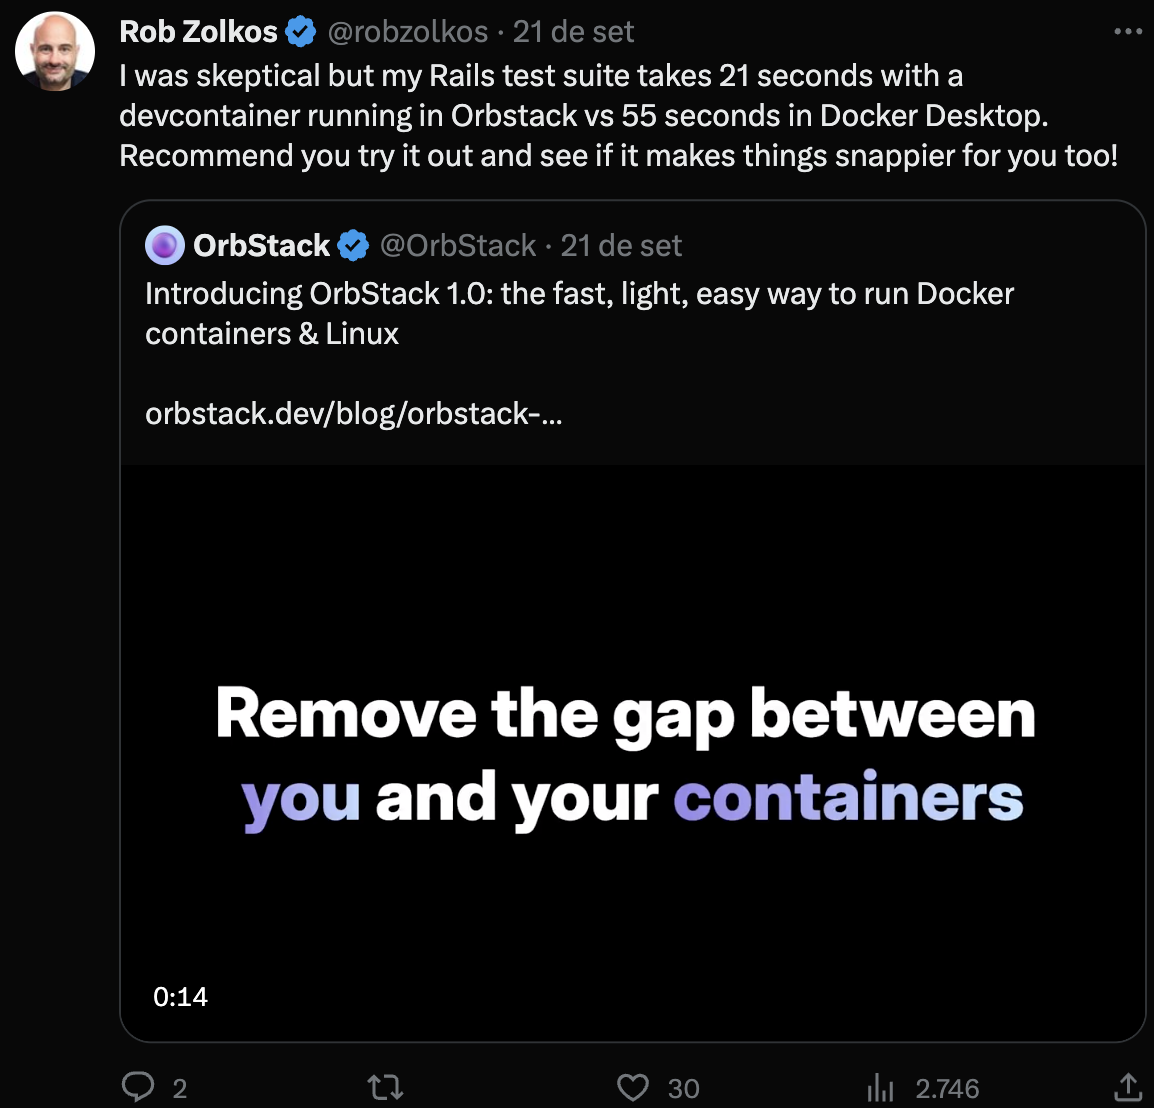 Rob Zolkos @robzolkos · 21 de set
I was skeptical but my Rails test suite takes 21 seconds with a
devcontainer running in Orbstack vs 55 seconds in Docker Desktop.
Recommend you try it out and see if it makes things snappier for you too!
OrbStack @OrbStack · 21 de set
Introducing OrbStack 1.0: the fast, light, easy way to run Docker
containers & Linux
orbstack.dev/blog/orbstack-...
Remove the gap between
you and your containers
0:14
2 30 2.746